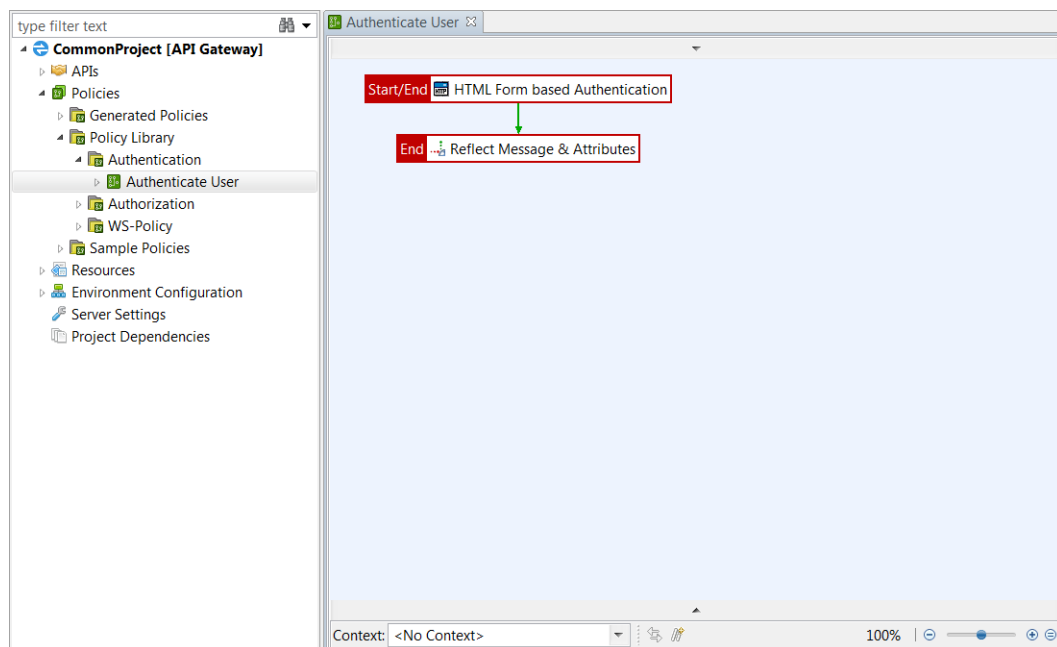 type filter text
CommonProject [API Gateway]
APIs
Policies
Generated Policies
Policy Library
Authentication
Authenticate User
Authorization
WS-Policy
Sample Policies
Resources
Environment Configuration
Server Settings
Project Dependencies
Authenticate User
Start/End HTML Form based Authentication
End Reflect Message & Attributes
Context: <No Context>
100%